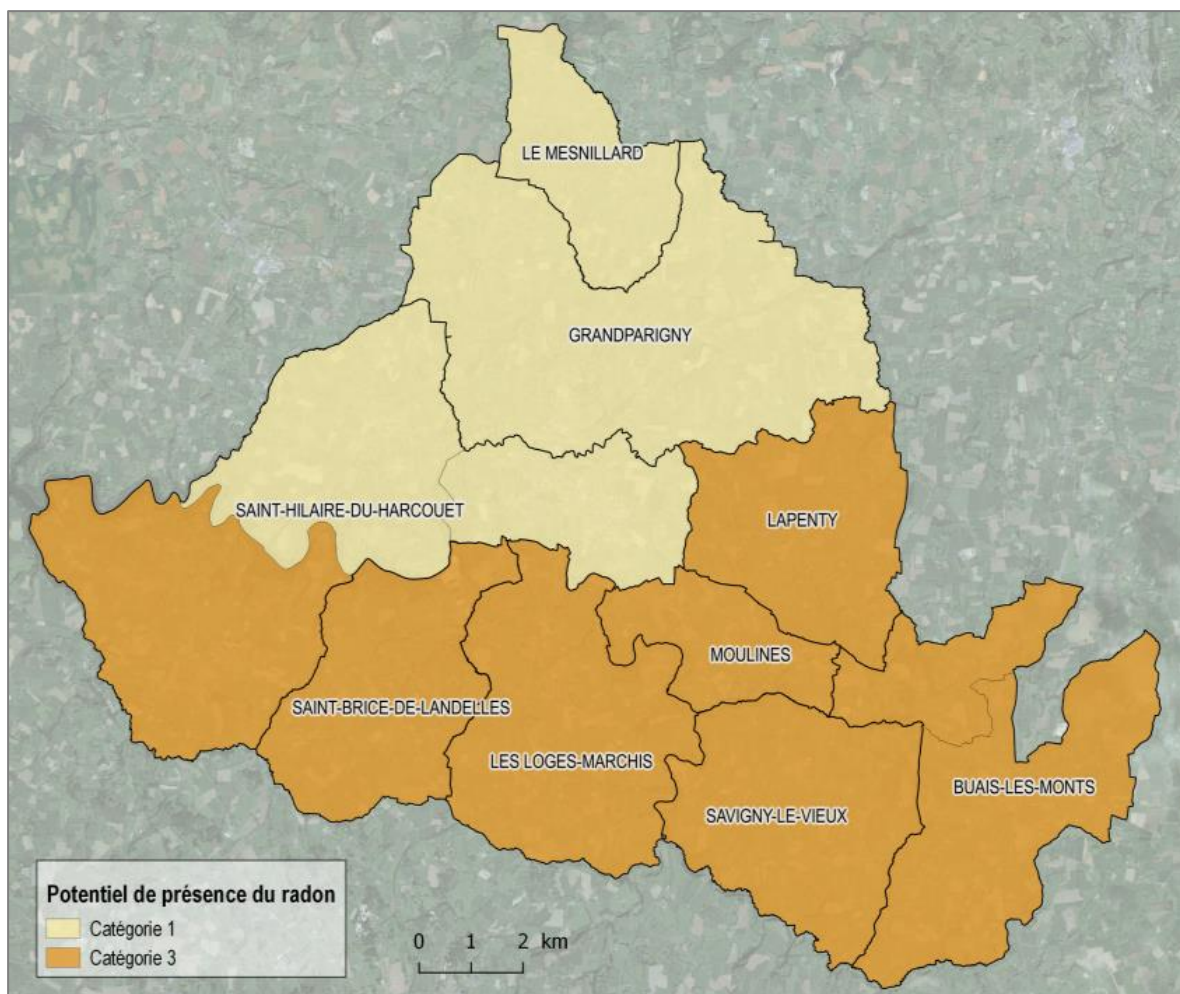 LE MESNILLARD
GRANDPARIGNY
SAINT-HILAIRE-DU-HARCOUET
LAPENTY
MOULINES
SAINT-BRICE-DE-LANDELLES
LES LOGES-MARCHIS
BUAIS-LES-MONTS
SAVIGNY-LE-VIEUX
Potentiel de présence du radon
Catégorie 1
Catégorie 3
0 1 2 km